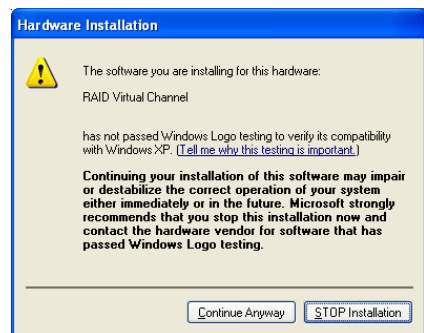 Hardware Installation
The software you are installing for this hardware:
RAID Virtual Channel
has not passed Windows Logo testing to verify its compatibility
with Windows XP. (Tell me why this testing is important.)
Continuing your installation of this software may impair
or destabilize the correct operation of your system
either immediately or in the future. Microsoft strongly
recommends that you stop this installation now and
contact the hardware vendor for software that has
passed Windows Logo testing.
Continue Anyway STOP Installation